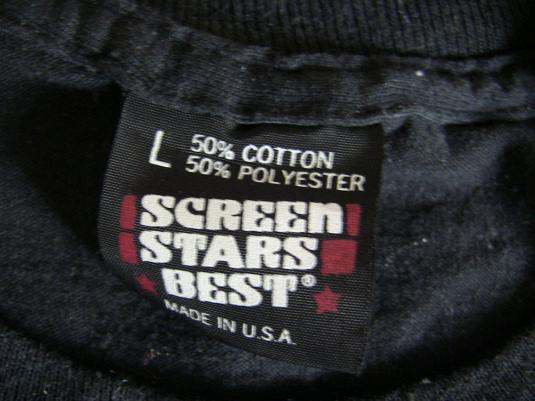 L 50% COTTON
50% POLYESTER
SCREEN
STARS
BEST®
MADE IN U.S.A.